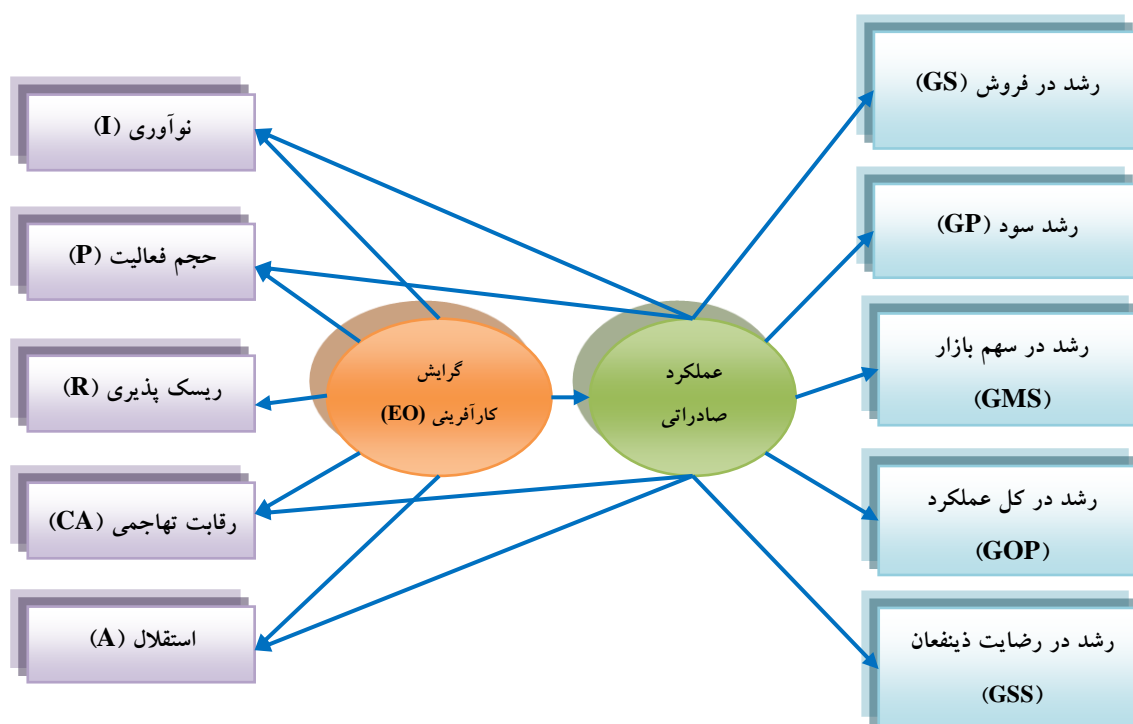 رشد در فروش (GS)
رشد سود (GP)
رشد در سهم بازار
(GMS)
رشد در کل عملکرد
(GOP)
رشد در رضایت ذینفعان
(GSS)
عملکرد
صادراتی
گرایش
کارآفرینی (EO)
نوآوری (I)
حجم فعالیت (P)
ریسک پذیری (R)
رقابت تهاجمی (CA)
استقلال (A)